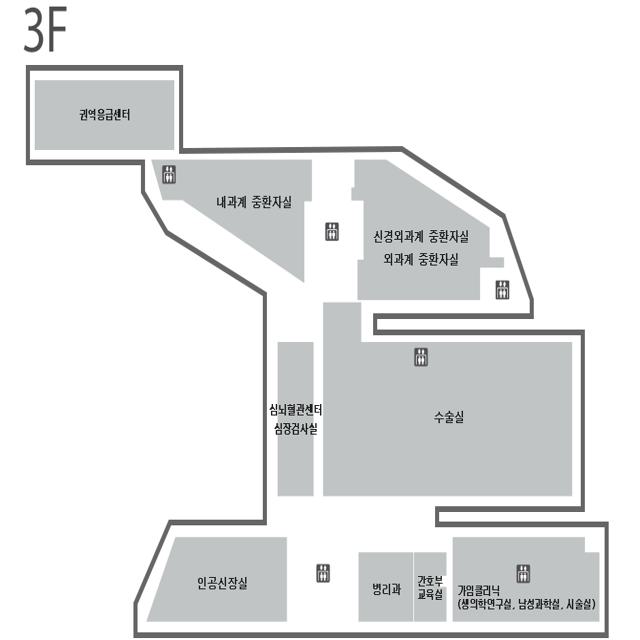 3F
권역응급센터
내과계 중환자실
신경외과계 중환자실
외과계 중환자실
심뇌혈관센터
심장검사실
수술실
인공신장실
병리과
간호부
교육실
가임클리닉
(생의학연구실, 남성과학실, 시술실)